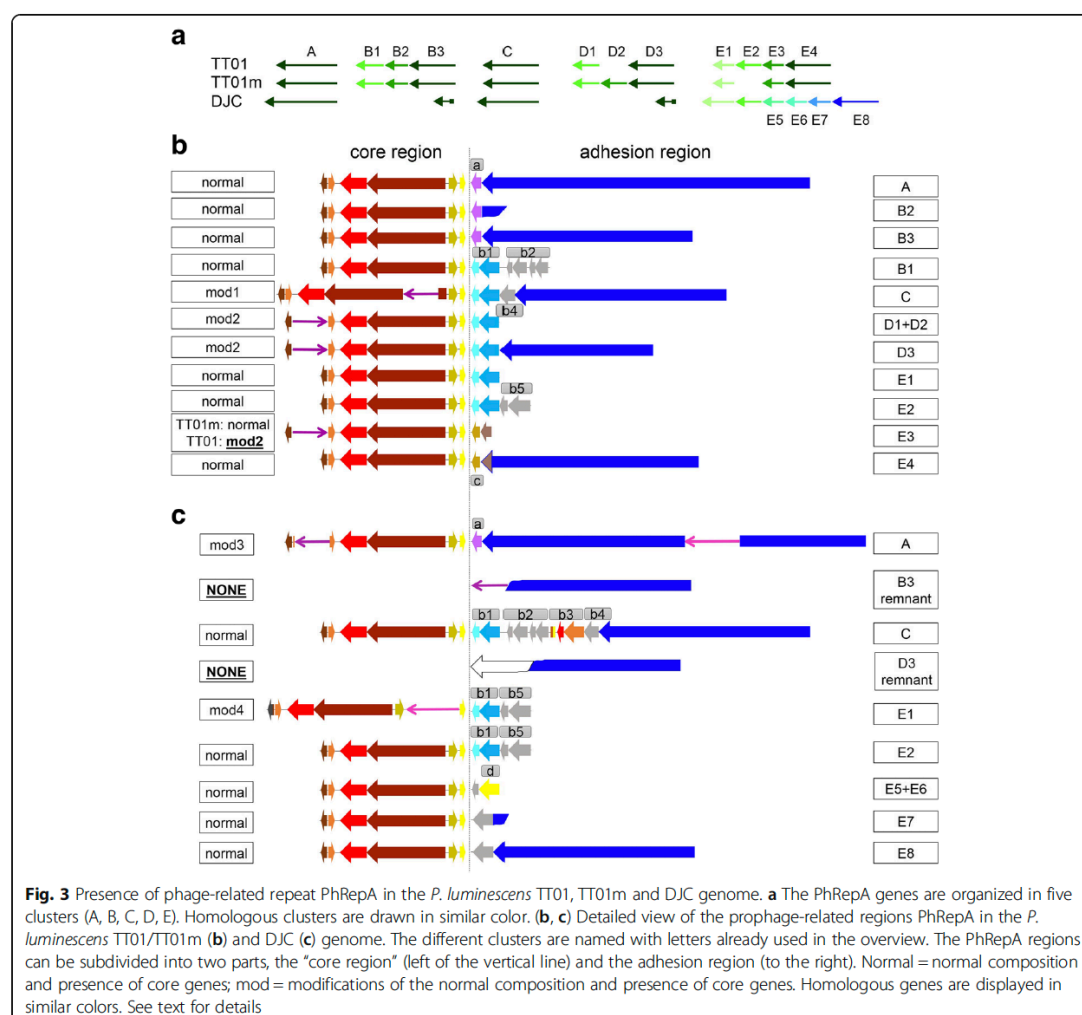 a
A B1 B2 B3 C D1 D2 D3 E1 E2 E3 E4
TT01
TT01m
DJC
E5 E6 E7 E8
b
core region adhesion region
a
normal A
normal B2
normal B3
b1 b2
normal B1
mod1 C
b4
mod2 D1+D2
mod2 D3
normal E1
b5
normal E2
TT01m: normal
TT01: mod2 E3
normal E4
c
c
a
mod3 A
NONE B3
remnant
b1 b2 b3 b4
normal C
NONE D3
remnant
b1 b5
mod4 E1
b1 b5
normal E2
d
normal E5+E6
normal E7
normal E8
Fig. 3 Presence of phage-related repeat PhRepA in the P. luminescens TT01, TT01m and DJC genome. a The PhRepA genes are organized in five
clusters (A, B, C, D, E). Homologous clusters are drawn in similar color. (b, c) Detailed view of the prophage-related regions PhRepA in the P.
luminescens TT01/TT01m (b) and DJC (c) genome. The different clusters are named with letters already used in the overview. The PhRepA regions
can be subdivided into two parts, the “core region” (left of the vertical line) and the adhesion region (to the right). Normal = normal composition
and presence of core genes; mod = modifications of the normal composition and presence of core genes. Homologous genes are displayed in
similar colors. See text for details